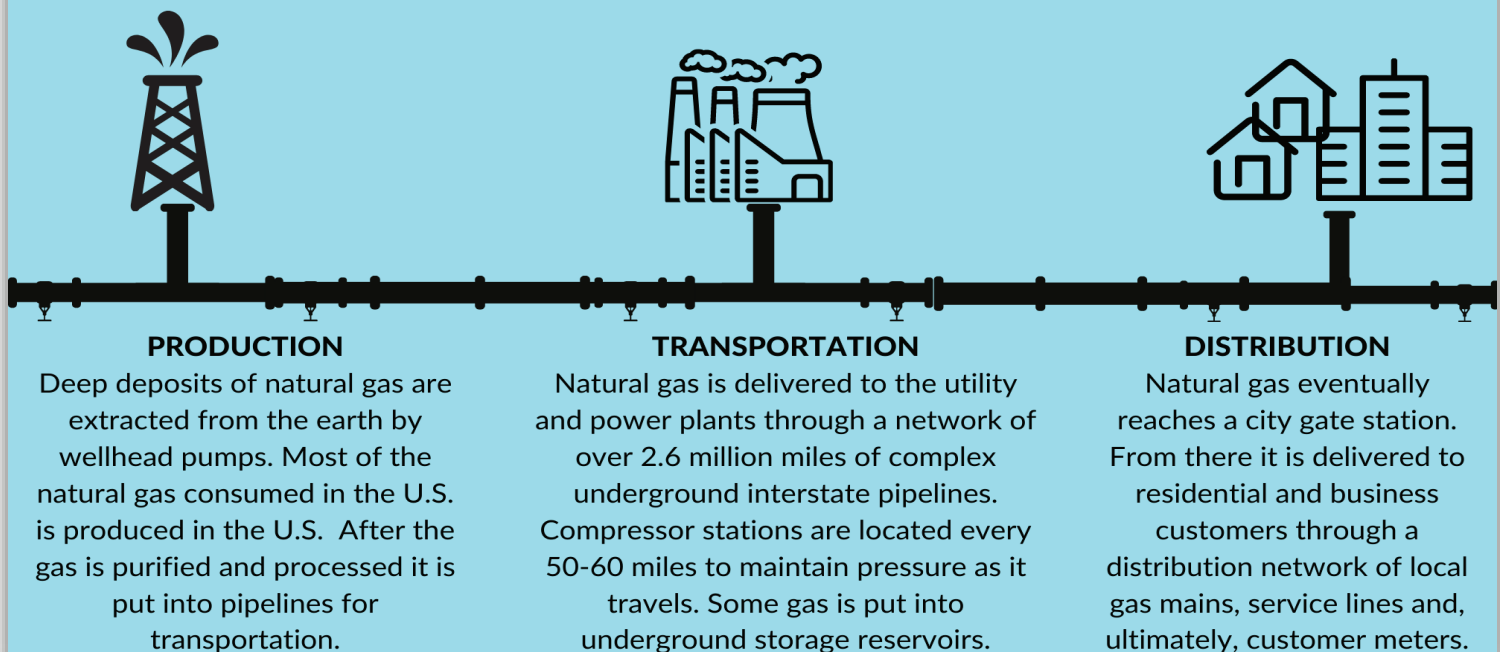 PRODUCTION
Deep deposits of natural gas are
extracted from the earth by
wellhead pumps. Most of the
natural gas consumed in the U.S.
is produced in the U.S.  After the
gas is purified and processed it is
put into pipelines for
transportation.
TRANSPORTATION
Natural gas is delivered to the utility
and power plants through a network of
over 2.6 million miles of complex
underground interstate pipelines.
Compressor stations are located every
50-60 miles to maintain pressure as it
travels. Some gas is put into
underground storage reservoirs.
DISTRIBUTION
Natural gas eventually
reaches a city gate station.
From there it is delivered to
residential and business
customers through a
distribution network of local
gas mains, service lines and,
ultimately, customer meters.